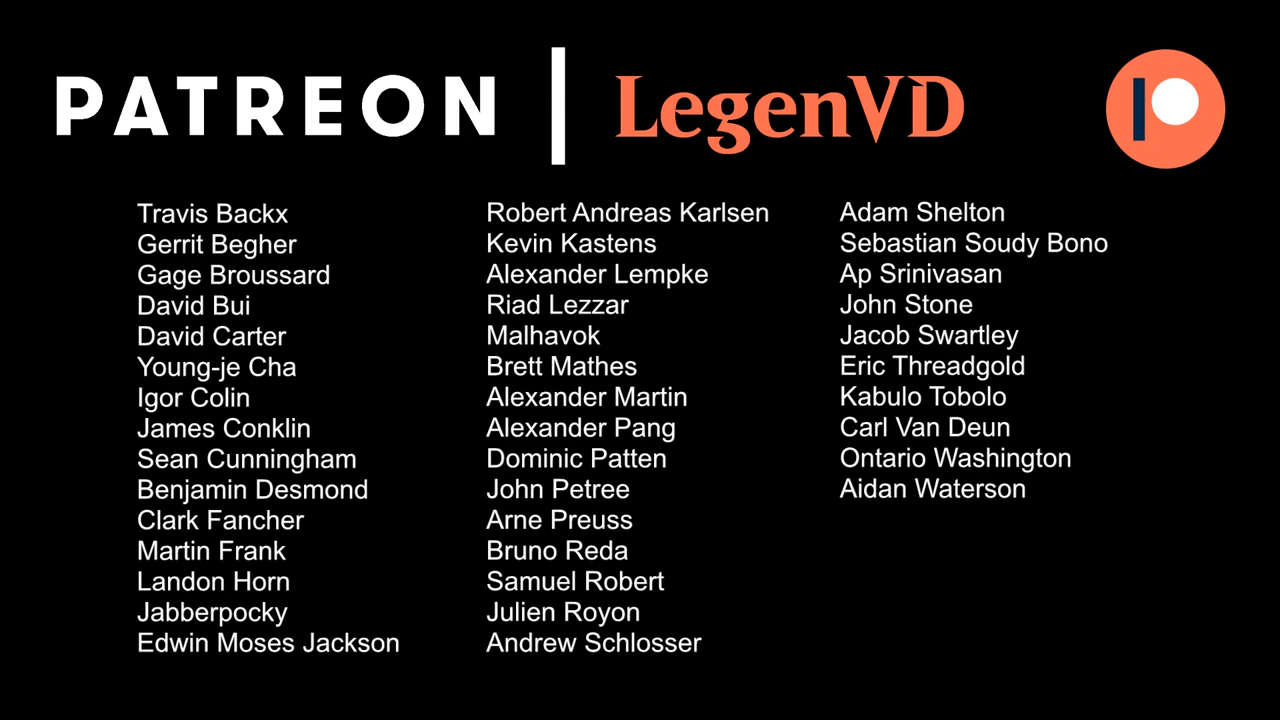 PATREON | LegenVD
Travis Backx
Gerrit Begher
Gage Broussard
David Bui
David Carter
Young-je Cha
Igor Colin
James Conklin
Sean Cunningham
Benjamin Desmond
Clark Fancher
Martin Frank
Landon Horn
Jabberpocky
Edwin Moses Jackson
Robert Andreas Karlsen
Kevin Kastens
Alexander Lempke
Riad Lezzar
Malhavok
Brett Mathes
Alexander Martin
Alexander Pang
Dominic Patten
John Petree
Arne Preuss
Bruno Reda
Samuel Robert
Julien Royon
Andrew Schlosser
Adam Shelton
Sebastian Soudy Bono
Ap Srinivasan
John Stone
Jacob Swartley
Eric Threadgold
Kabulo Tobolo
Carl Van Deun
Ontario Washington
Aidan Waterson